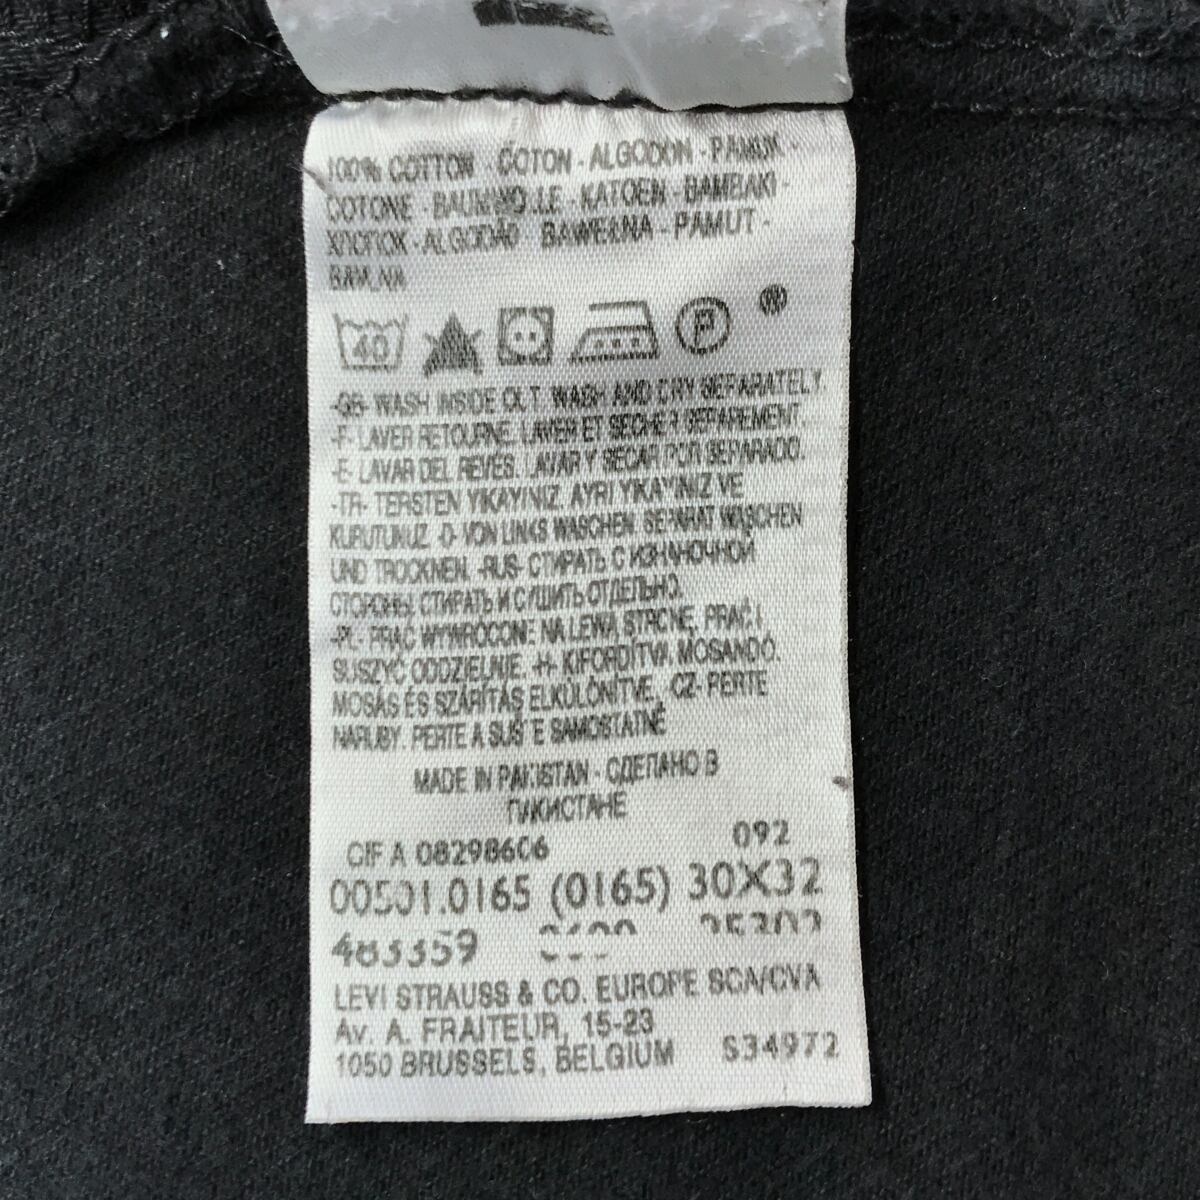 100% COTTON - COTON - ALGODON - PAMUK -
COTONE - BAUMWOLLE - KATOEN - BAMBAKI -
ХЛОПОК - ALGODÃO - BAWEŁNA - PAMUT -
BAVLNA
40 P W
-GB- WASH INSIDE OUT. WASH AND DRY SEPARATELY.
-F- LAVER RETOURNE. LAVER ET SECHER SEPAREMENT.
-E- LAVAR DEL REVÉS. LAVAR Y SECAR POR SEPARADO.
-TR- TERSTEN YIKAYINIZ. AYRI YIKAYINIZ VE
KURUTUNUZ. -D- VON LINKS WASCHEN. SEPARAT WASCHEN
UND TROCKNEN. -RUS- СТИРАТЬ С ИЗНАНОЧНОЙ
СТОРОНЫ. СТИРАТЬ И СУШИТЬ ОТДЕЛЬНО.
-PL- PRAĆ WYWRÓCONE NA LEWĄ STRONĘ. PRAĆ I
SUSZYĆ ODDZIELNIE. -H- KIFORDÍTVA MOSANDÓ.
MOSÁS ÉS SZÁRÍTÁS ELKÜLÖNÍTVE. CZ- PERTE
NARUBY. PERTE A SUŠTE SAMOSTATNĚ
MADE IN PAKISTAN - СДЕЛАНО В
ПАКИСТАНЕ
CIF A 08298606 092
00501.0165 (0165) 30X32
483359
LEVI STRAUSS & CO. EUROPE SCA/CVA
Av. A. FRAITEUR, 15-23
1050 BRUSSELS, BELGIUM S34972